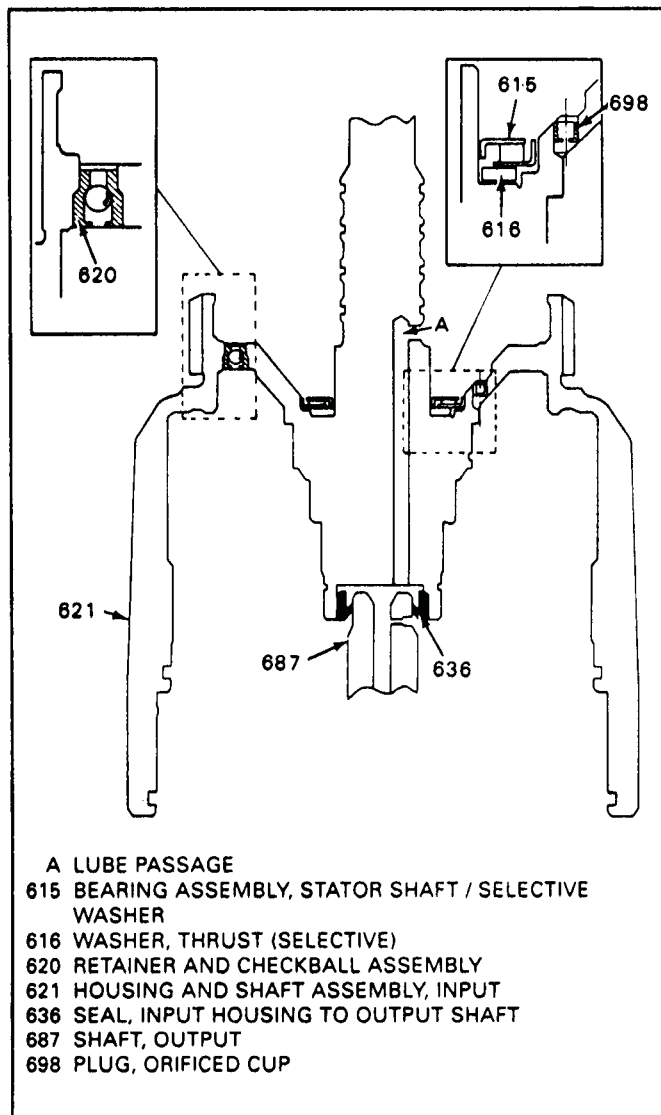 615
698
616
620
A
621
687
636
A LUBE PASSAGE
615 BEARING ASSEMBLY, STATOR SHAFT / SELECTIVE
WASHER
616 WASHER, THRUST (SELECTIVE)
620 RETAINER AND CHECKBALL ASSEMBLY
621 HOUSING AND SHAFT ASSEMBLY, INPUT
636 SEAL, INPUT HOUSING TO OUTPUT SHAFT
687 SHAFT, OUTPUT
698 PLUG, ORIFICED CUP